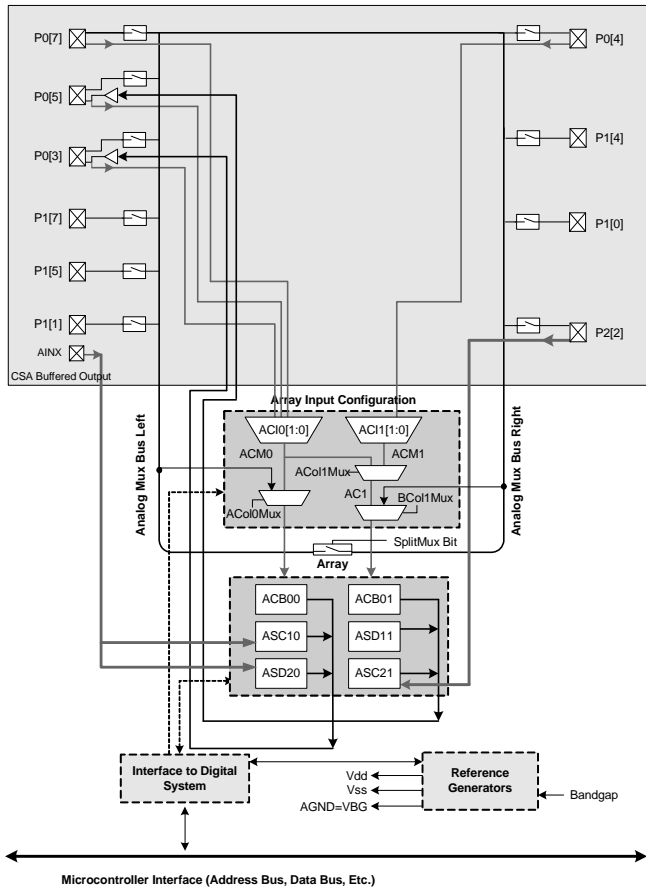 P0[7]
P0[4]
P0[5]
P0[3]
P1[4]
P1[7]
P1[0]
P1[5]
P1[1]
P2[2]
AINX
CSA Buffered Output
Array Input Configuration
ACI0[1:0]
ACI1[1:0]
ACM0
ACM1
ACol1Mux
AC1
BCol1Mux
ACol0Mux
Analog Mux Bus Left
Analog Mux Bus Right
SplitMux Bit
Array
ACB00
ACB01
ASC10
ASD11
ASD20
ASC21
Interface to Digital
System
Vdd
Vss
AGND=VBG
Reference
Generators
Bandgap
Microcontroller Interface (Address Bus, Data Bus, Etc.)